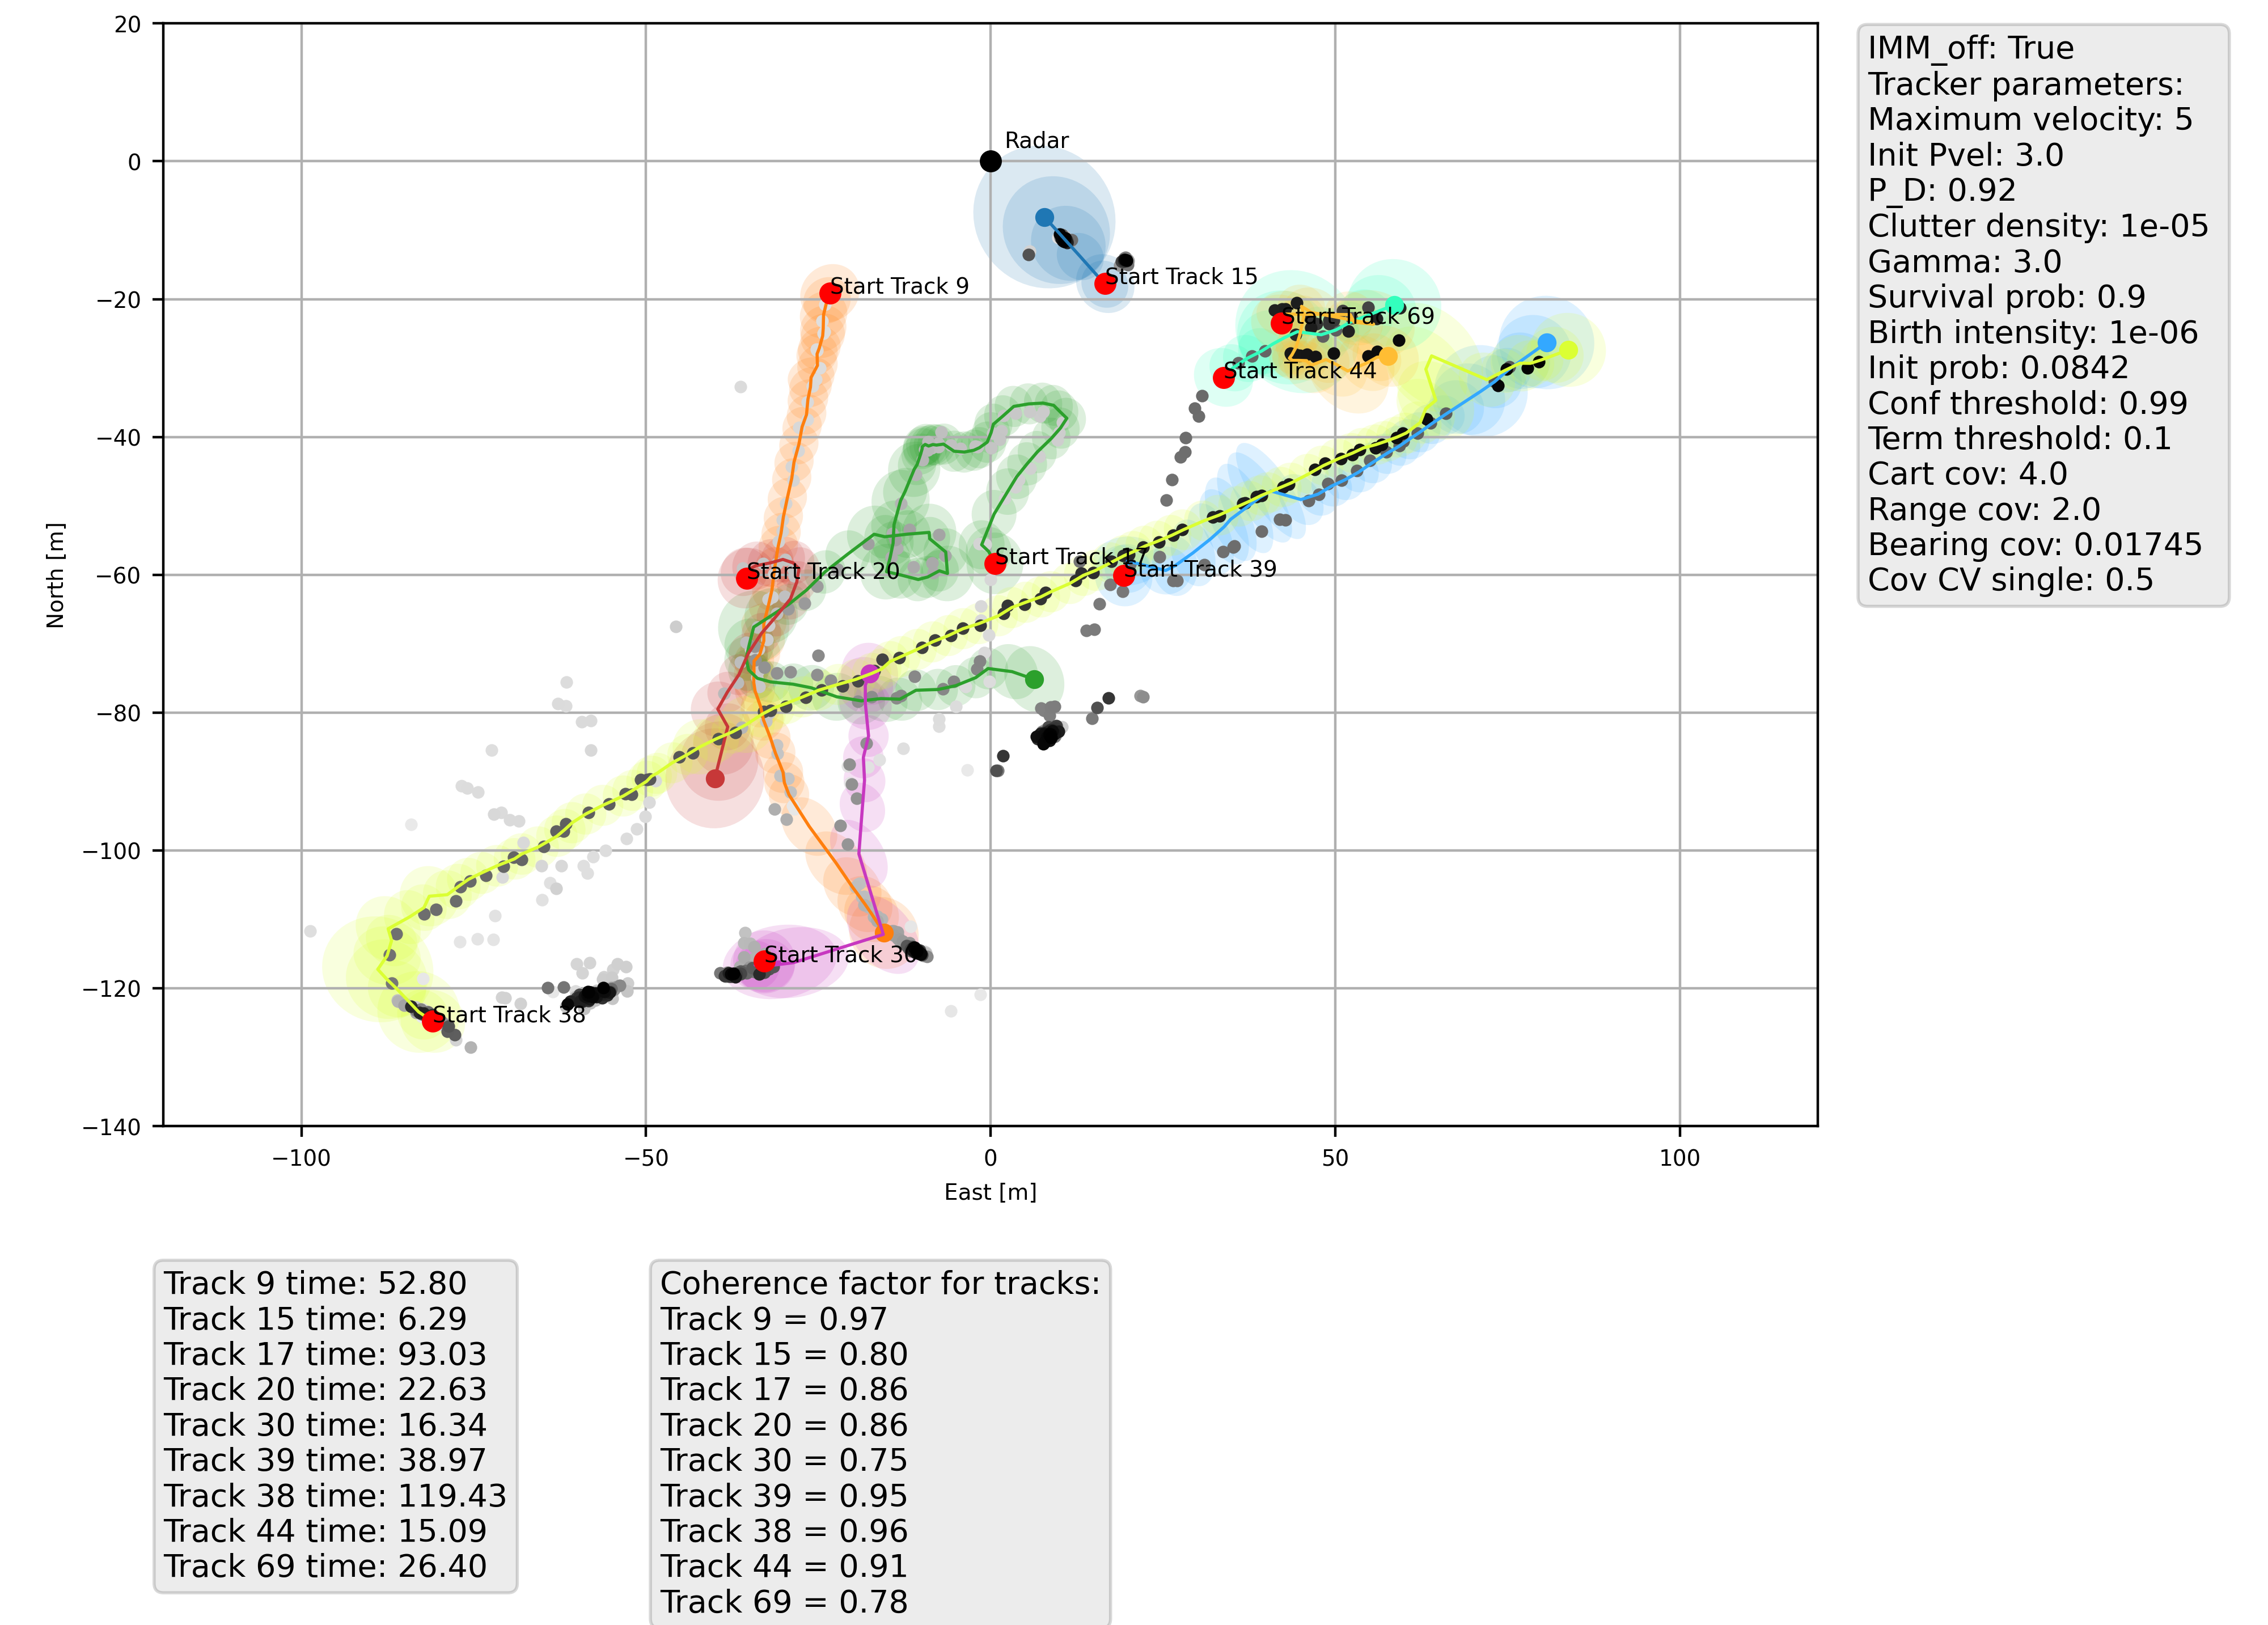 20
0
−20
−40
−60
−80
−100
−120
−140
North [m]
−100
−50
0
50
100
East [m]
Radar
Start Track 9
Start Track 15
Start Track 69
Start Track 44
Start Track 17
Start Track 20
Start Track 39
Start Track 30
Start Track 38
IMM_off: True
Tracker parameters:
Maximum velocity: 5
Init Pvel: 3.0
P_D: 0.92
Clutter density: 1e-05
Gamma: 3.0
Survival prob: 0.9
Birth intensity: 1e-06
Init prob: 0.0842
Conf threshold: 0.99
Term threshold: 0.1
Cart cov: 4.0
Range cov: 2.0
Bearing cov: 0.01745
Cov CV single: 0.5
Track 9 time: 52.80
Track 15 time: 6.29
Track 17 time: 93.03
Track 20 time: 22.63
Track 30 time: 16.34
Track 39 time: 38.97
Track 38 time: 119.43
Track 44 time: 15.09
Track 69 time: 26.40
Coherence factor for tracks:
Track 9 = 0.97
Track 15 = 0.80
Track 17 = 0.86
Track 20 = 0.86
Track 30 = 0.75
Track 39 = 0.95
Track 38 = 0.96
Track 44 = 0.91
Track 69 = 0.78